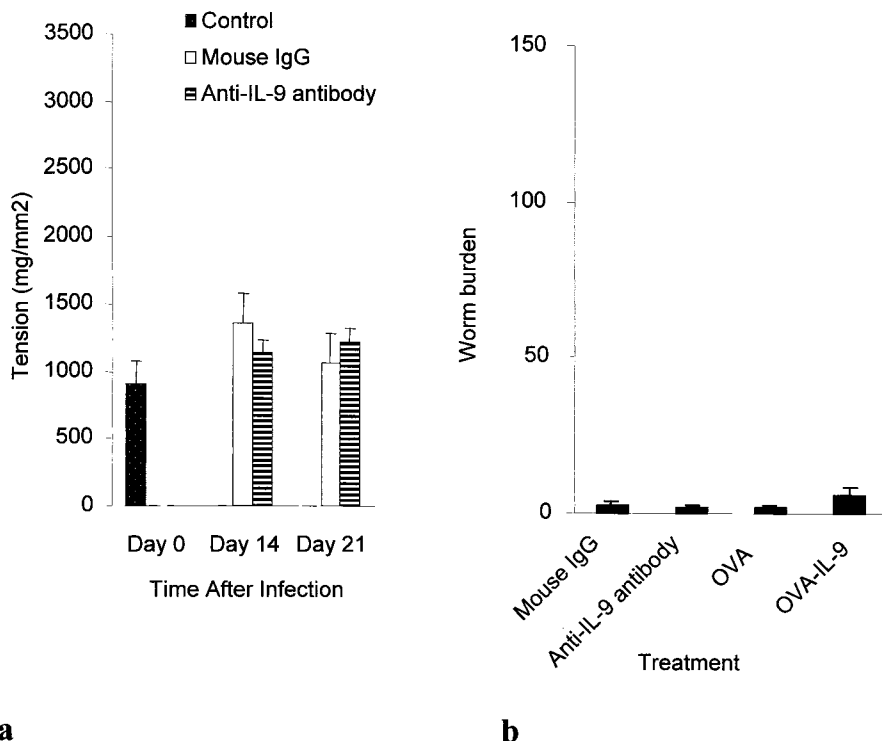 Control
Mouse IgG
Anti-IL-9 antibody
3500
3000
2500
2000
1500
1000
500
0
Tension (mg/mm2)
Day 0 Day 14 Day 21
Time After Infection
a
150
100
50
0
Worm burden
Mouse IgG
Anti-IL-9 antibody
OVA
OVA-IL-9
Treatment
b